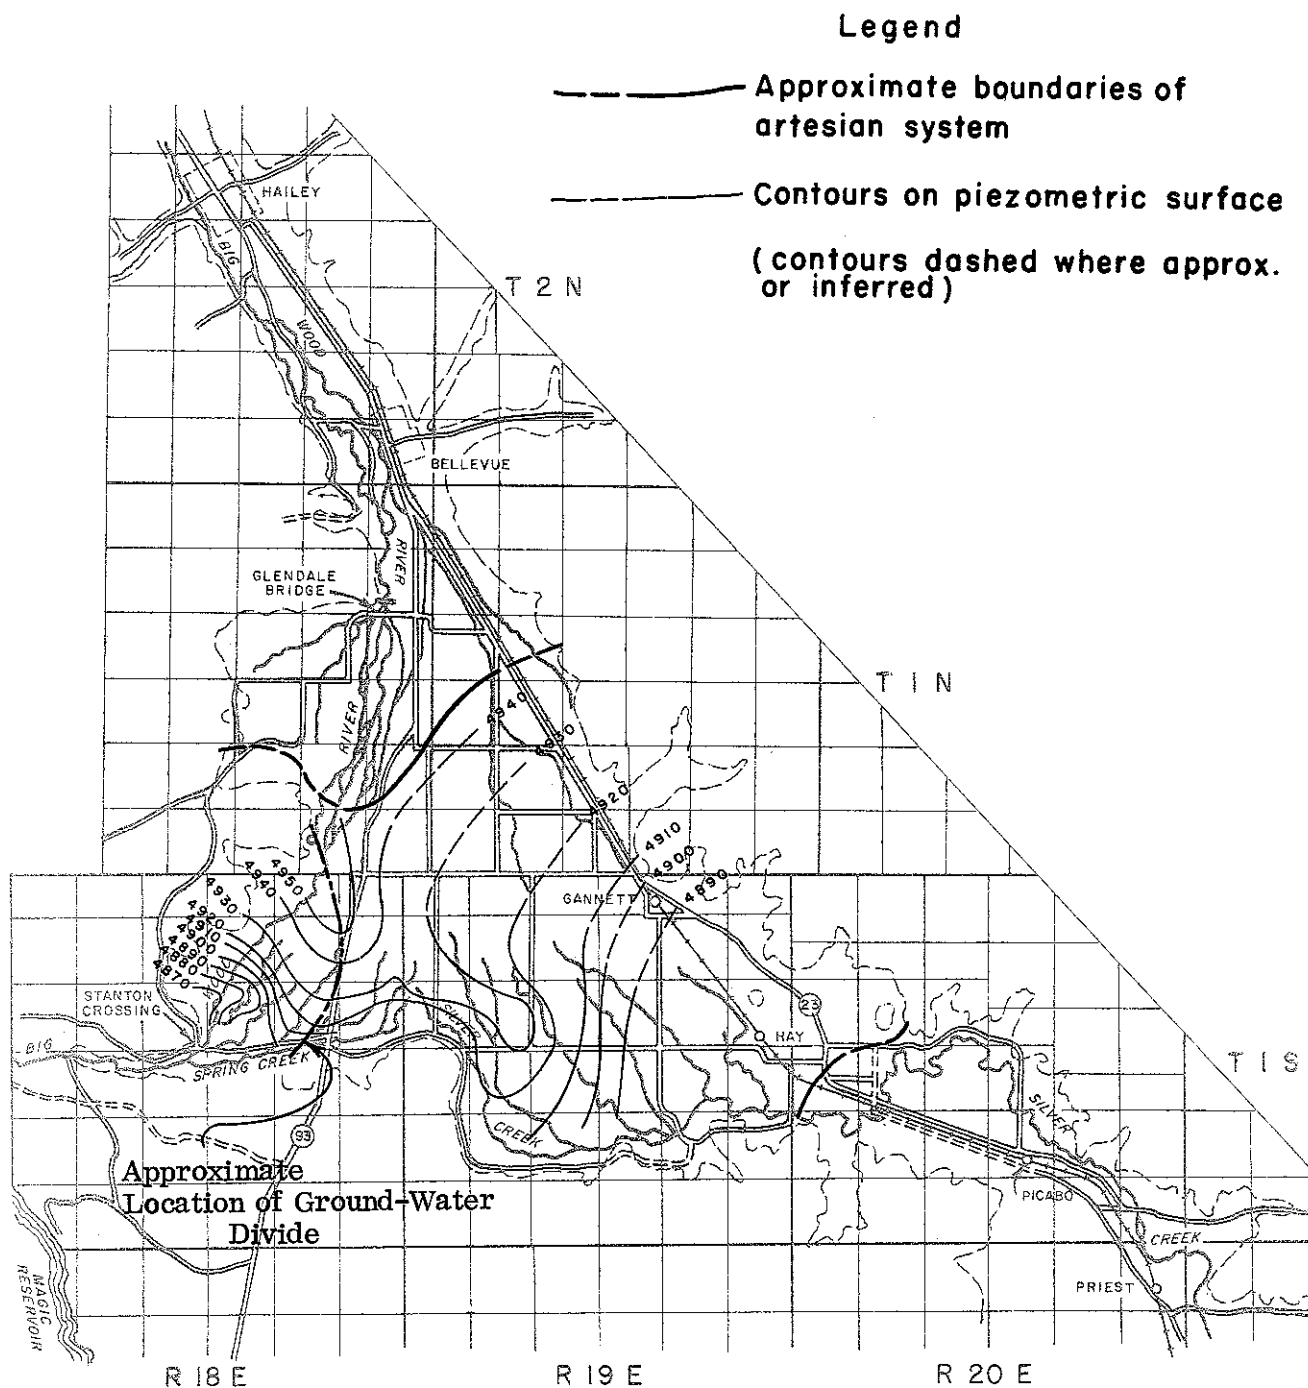 Legend
Approximate boundaries of
artesian system
Contours on piezometric surface
(contours dashed where approx.
or inferred)
HAILEY
BIG
T 2 N
WOOD
BELLEVUE
RIVER
GLENDALE
BRIDGE
T 1 N
RIVER
4940
4930
4920
4910
4900
4890
GANNETT
4950
4940
4930
4920
4910
4900
4890
4880
4870
WOOD
STANTON
CROSSING
SILVER
23
HAY
BIG
SPRING CREEK
T 1 S
SILVER
CREEK
93
Approximate
Location of Ground-Water
Divide
PICABO
CREEK
PRIEST
MAGIC
RESERVOIR
R 18 E
R 19 E
R 20 E